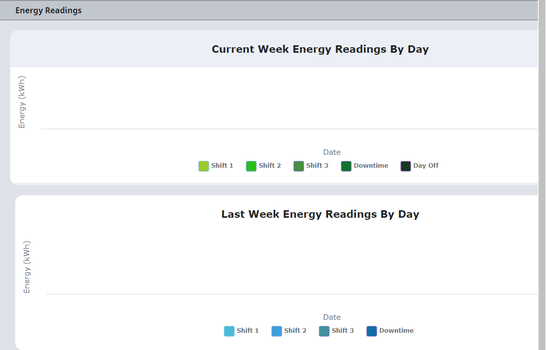 Energy Readings
Current Week Energy Readings By Day
Energy (kWh)
Date
Shift 1 Shift 2 Shift 3 Downtime Day Off
Last Week Energy Readings By Day
Energy (kWh)
Date
Shift 1 Shift 2 Shift 3 Downtime